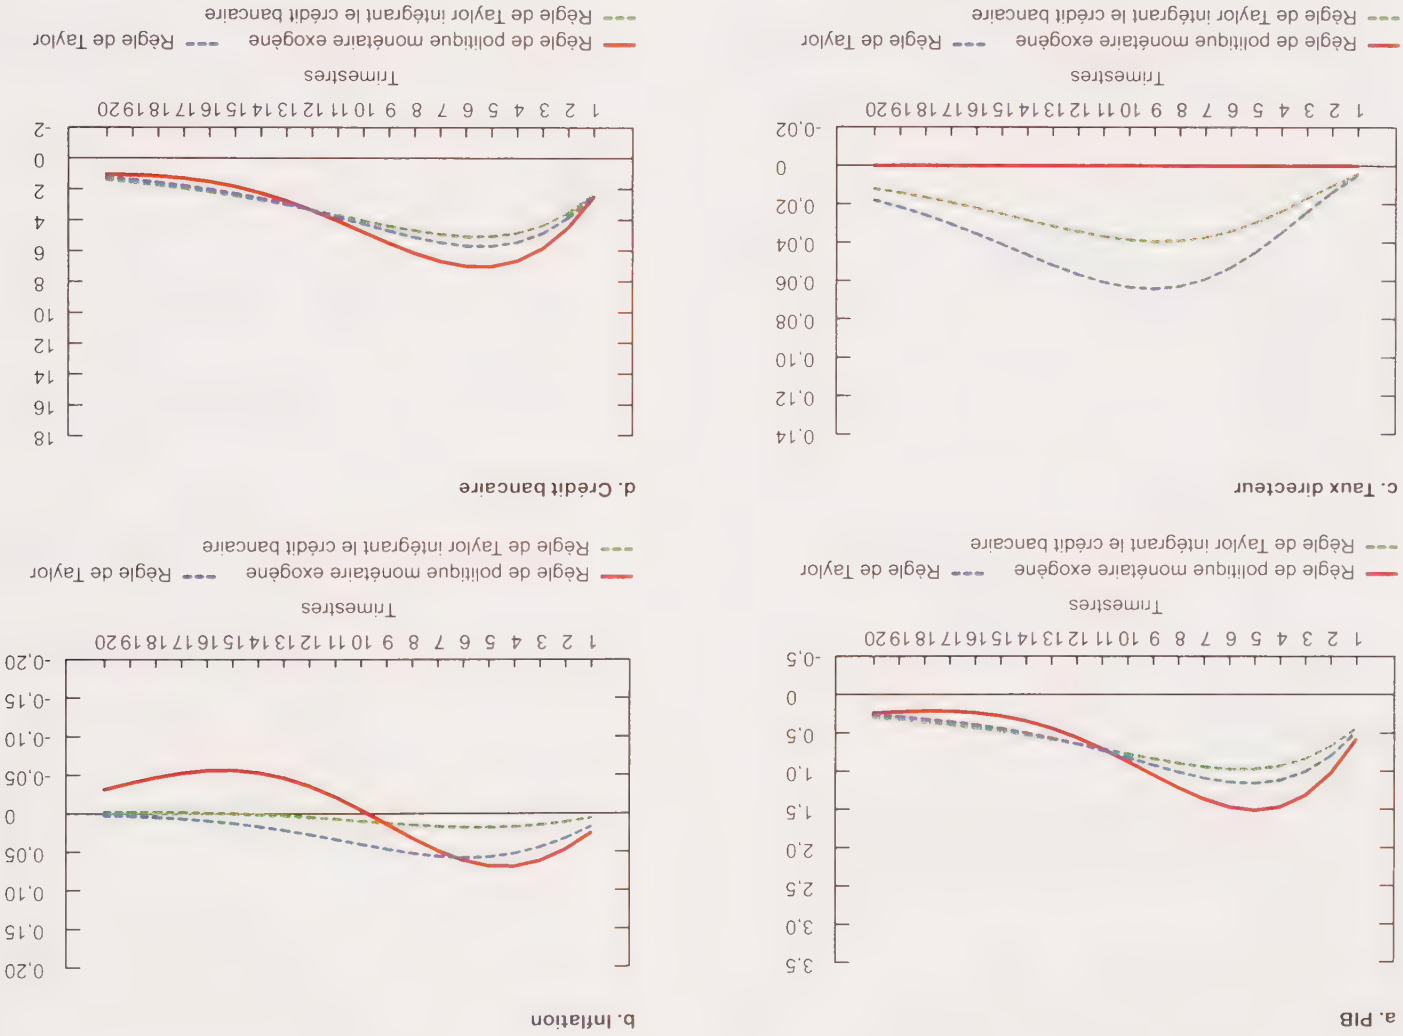 a. PIB
3.5
3,0
2,5
2,0
1,5
1,0
0,5
0
-0,5
1 2 3 4 5 6 7 8 9 10 11 12 13 14 15 16 17 18 19 20
Trimestres
Règle de politique monétaire exogène Règle de Taylor
Règle de Taylor intégrant le crédit bancaire
b. Inflation
0,20
0,15
0,10
0,05
0
-0,05
-0,10
-0,15
-0,20
1 2 3 4 5 6 7 8 9 10 11 12 13 14 15 16 17 18 19 20
Trimestres
Règle de politique monétaire exogène Règle de Taylor
Règle de Taylor intégrant le crédit bancaire
c. Taux directeur
0.14
0,12
0,10
0,08
0,06
0,04
0,02
0
-0,02
1 2 3 4 5 6 7 8 9 10 11 12 13 14 15 16 17 18 19 20
Trimestres
Règle de politique monétaire exogène Règle de Taylor
Règle de Taylor intégrant le crédit bancaire
d. Crédit bancaire
18
16
14
12
10
8
6
4
2
0
-2
1 2 3 4 5 6 7 8 9 10 11 12 13 14 15 16 17 18 19 20
Trimestres
Règle de politique monétaire exogène Règle de Taylor
Règle de Taylor intégrant le crédit bancaire